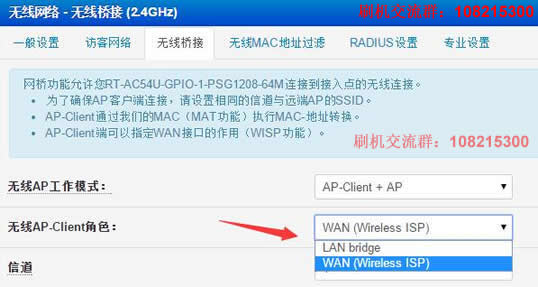 无线网络 - 无线桥接 (2.4GHz)
刷机交流群：108215300
一般设置 访客网络 无线桥接 无线MAC地址过滤 RADIUS设置 专业设置
网桥功能允许您RT-AC54U-GPIO-1-PSG1208-64M连接到接入点的无线连接。
• 为了确保AP客户端连接，请设置相同的信道与远端AP的SSID。
• AP-Client通过我们的MAC（MAT功能）执行MAC-地址转换。
• AP-Client端可以指定WAN接口的作用（WISP功能）。
刷机交流群：108215300
无线AP工作模式： AP-Client + AP
无线AP-Client角色： WAN (Wireless ISP)
LAN bridge
WAN (Wireless ISP)
信道